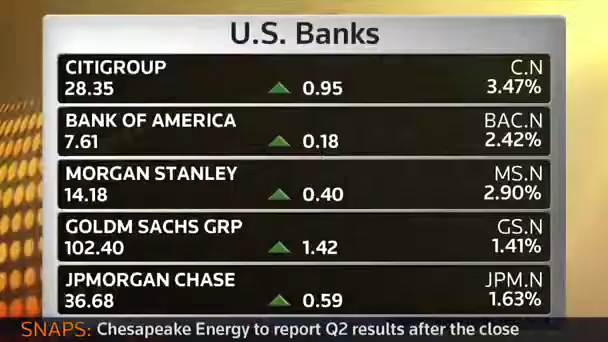 U.S. Banks
CITIGROUP C.N
28.35 0.95 3.47%
BANK OF AMERICA BAC.N
7.61 0.18 2.42%
MORGAN STANLEY MS.N
14.18 0.40 2.90%
GOLDM SACHS GRP GS.N
102.40 1.42 1.41%
JPMORGAN CHASE JPM.N
36.68 0.59 1.63%
SNAPS: Chesapeake Energy to report Q2 results after the close